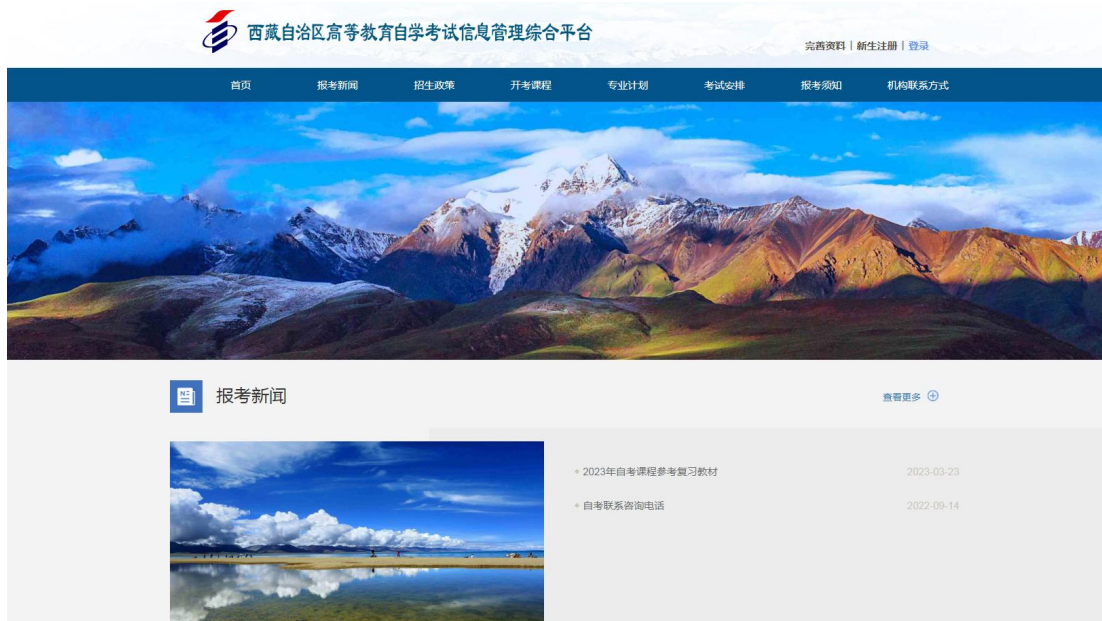 西藏自治区高等教育自学考试信息管理综合平台
完善资料 | 新生注册 | 登录
首页 报考新闻 招生政策 开考课程 专业计划 考试安排 报考须知 机构联系方式
报考新闻
查看更多
2023年自考课程参考复习教材 2023-03-23
自考联系咨询电话 2022-09-14